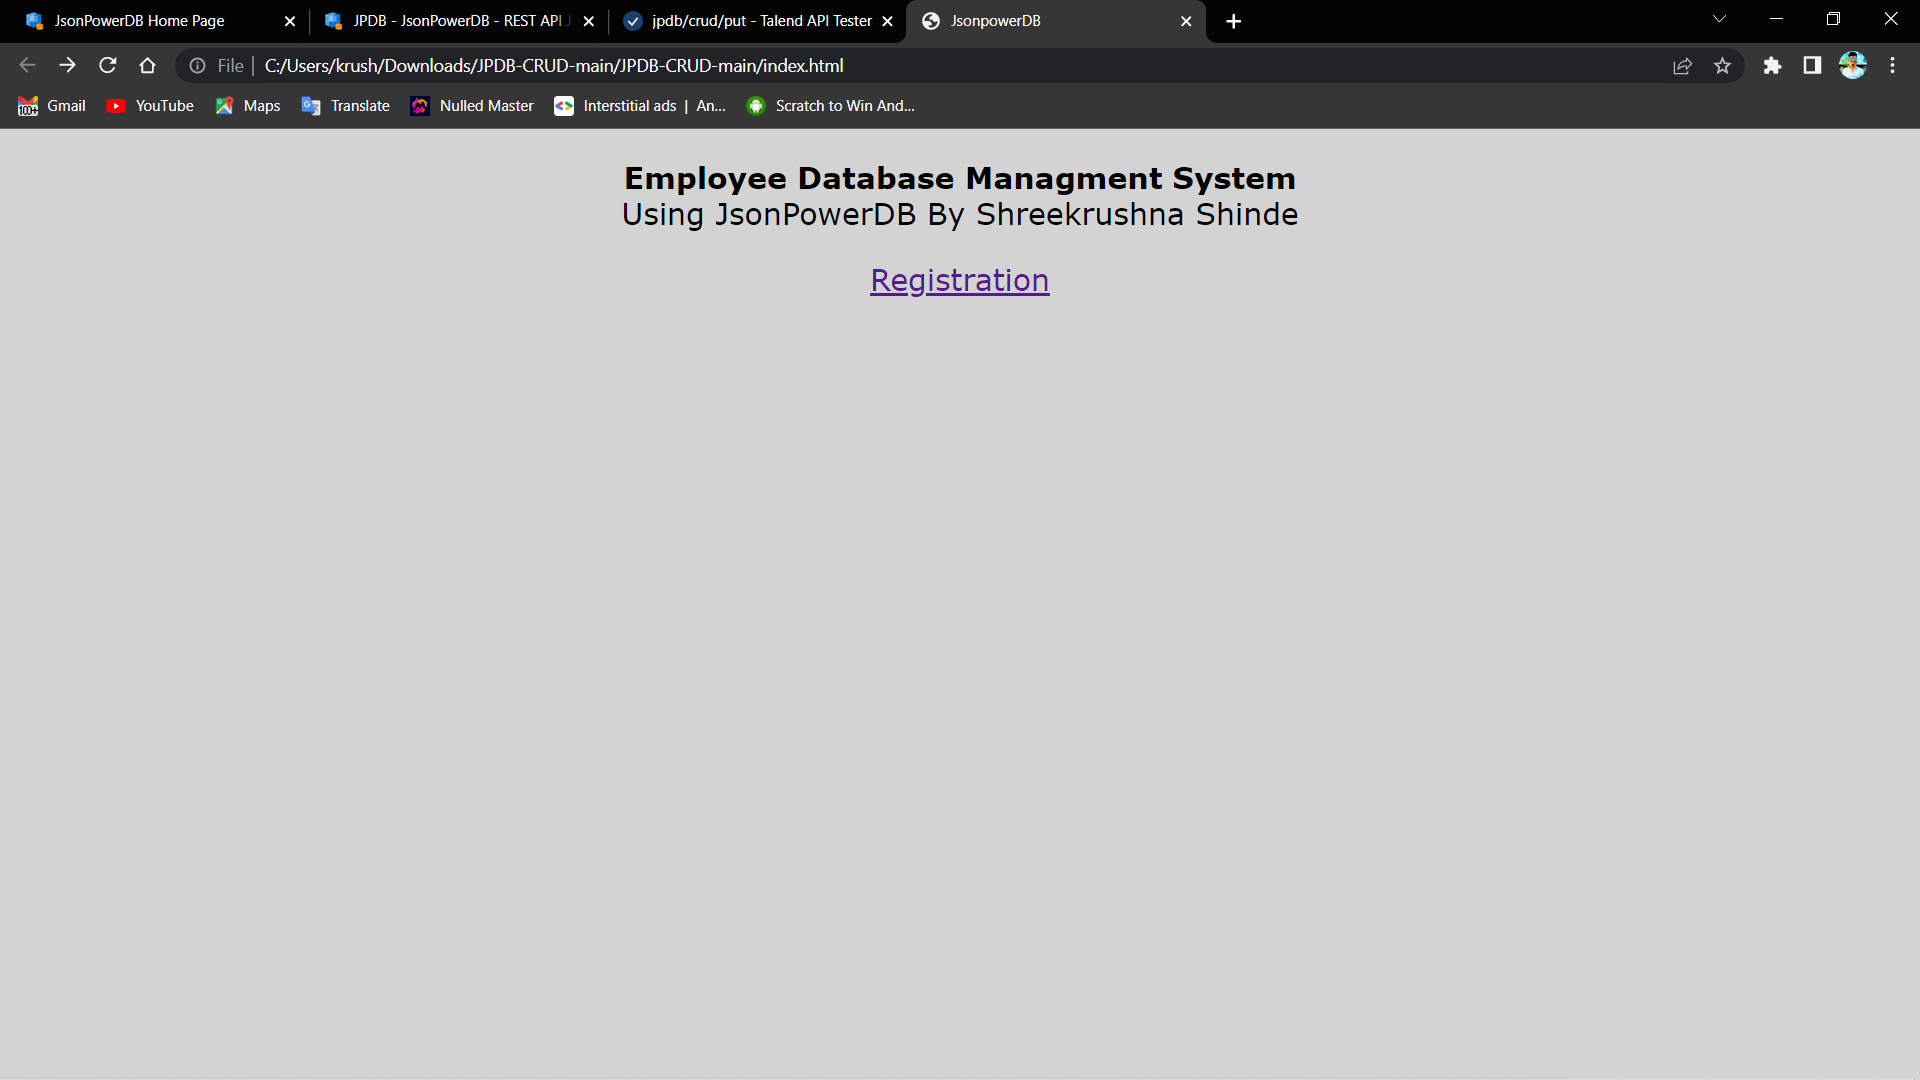 JsonPowerDB Home Page
JPDB - JsonPowerDB - REST API
jpdb/crud/put - Talend API Tester
JsonpowerDB
File
C:/Users/krush/Downloads/JPDB-CRUD-main/JPDB-CRUD-main/index.html
100+
Gmail
YouTube
Maps
Translate
Nulled Master
Interstitial ads | An...
Scratch to Win And...
Employee Database Managment System
Using JsonPowerDB By Shreekrushna Shinde
Registration